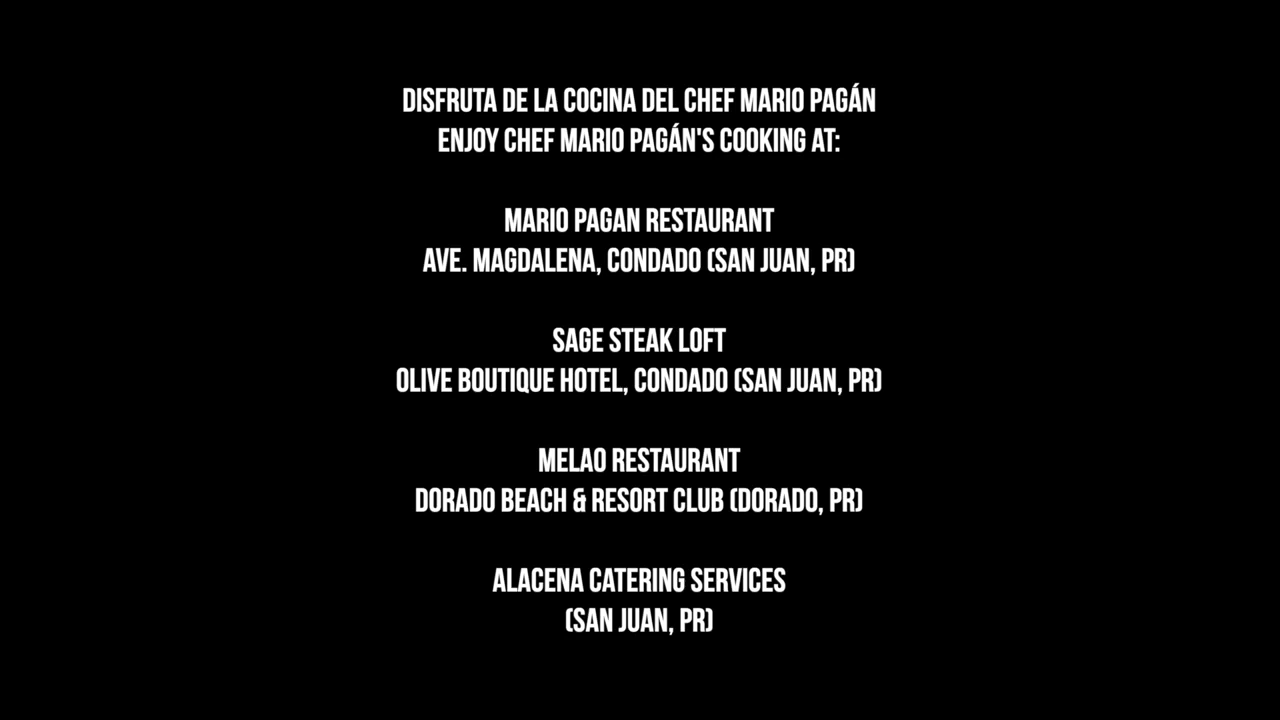 DISFRUTA DE LA COCINA DEL CHEF MARIO PAGÁN
ENJOY CHEF MARIO PAGÁN'S COOKING AT:
MARIO PAGAN RESTAURANT
AVE. MAGDALENA, CONDADO (SAN JUAN, PR)
SAGE STEAK LOFT
OLIVE BOUTIQUE HOTEL, CONDADO (SAN JUAN, PR)
MELAO RESTAURANT
DORADO BEACH & RESORT CLUB (DORADO, PR)
ALACENA CATERING SERVICES
(SAN JUAN, PR)